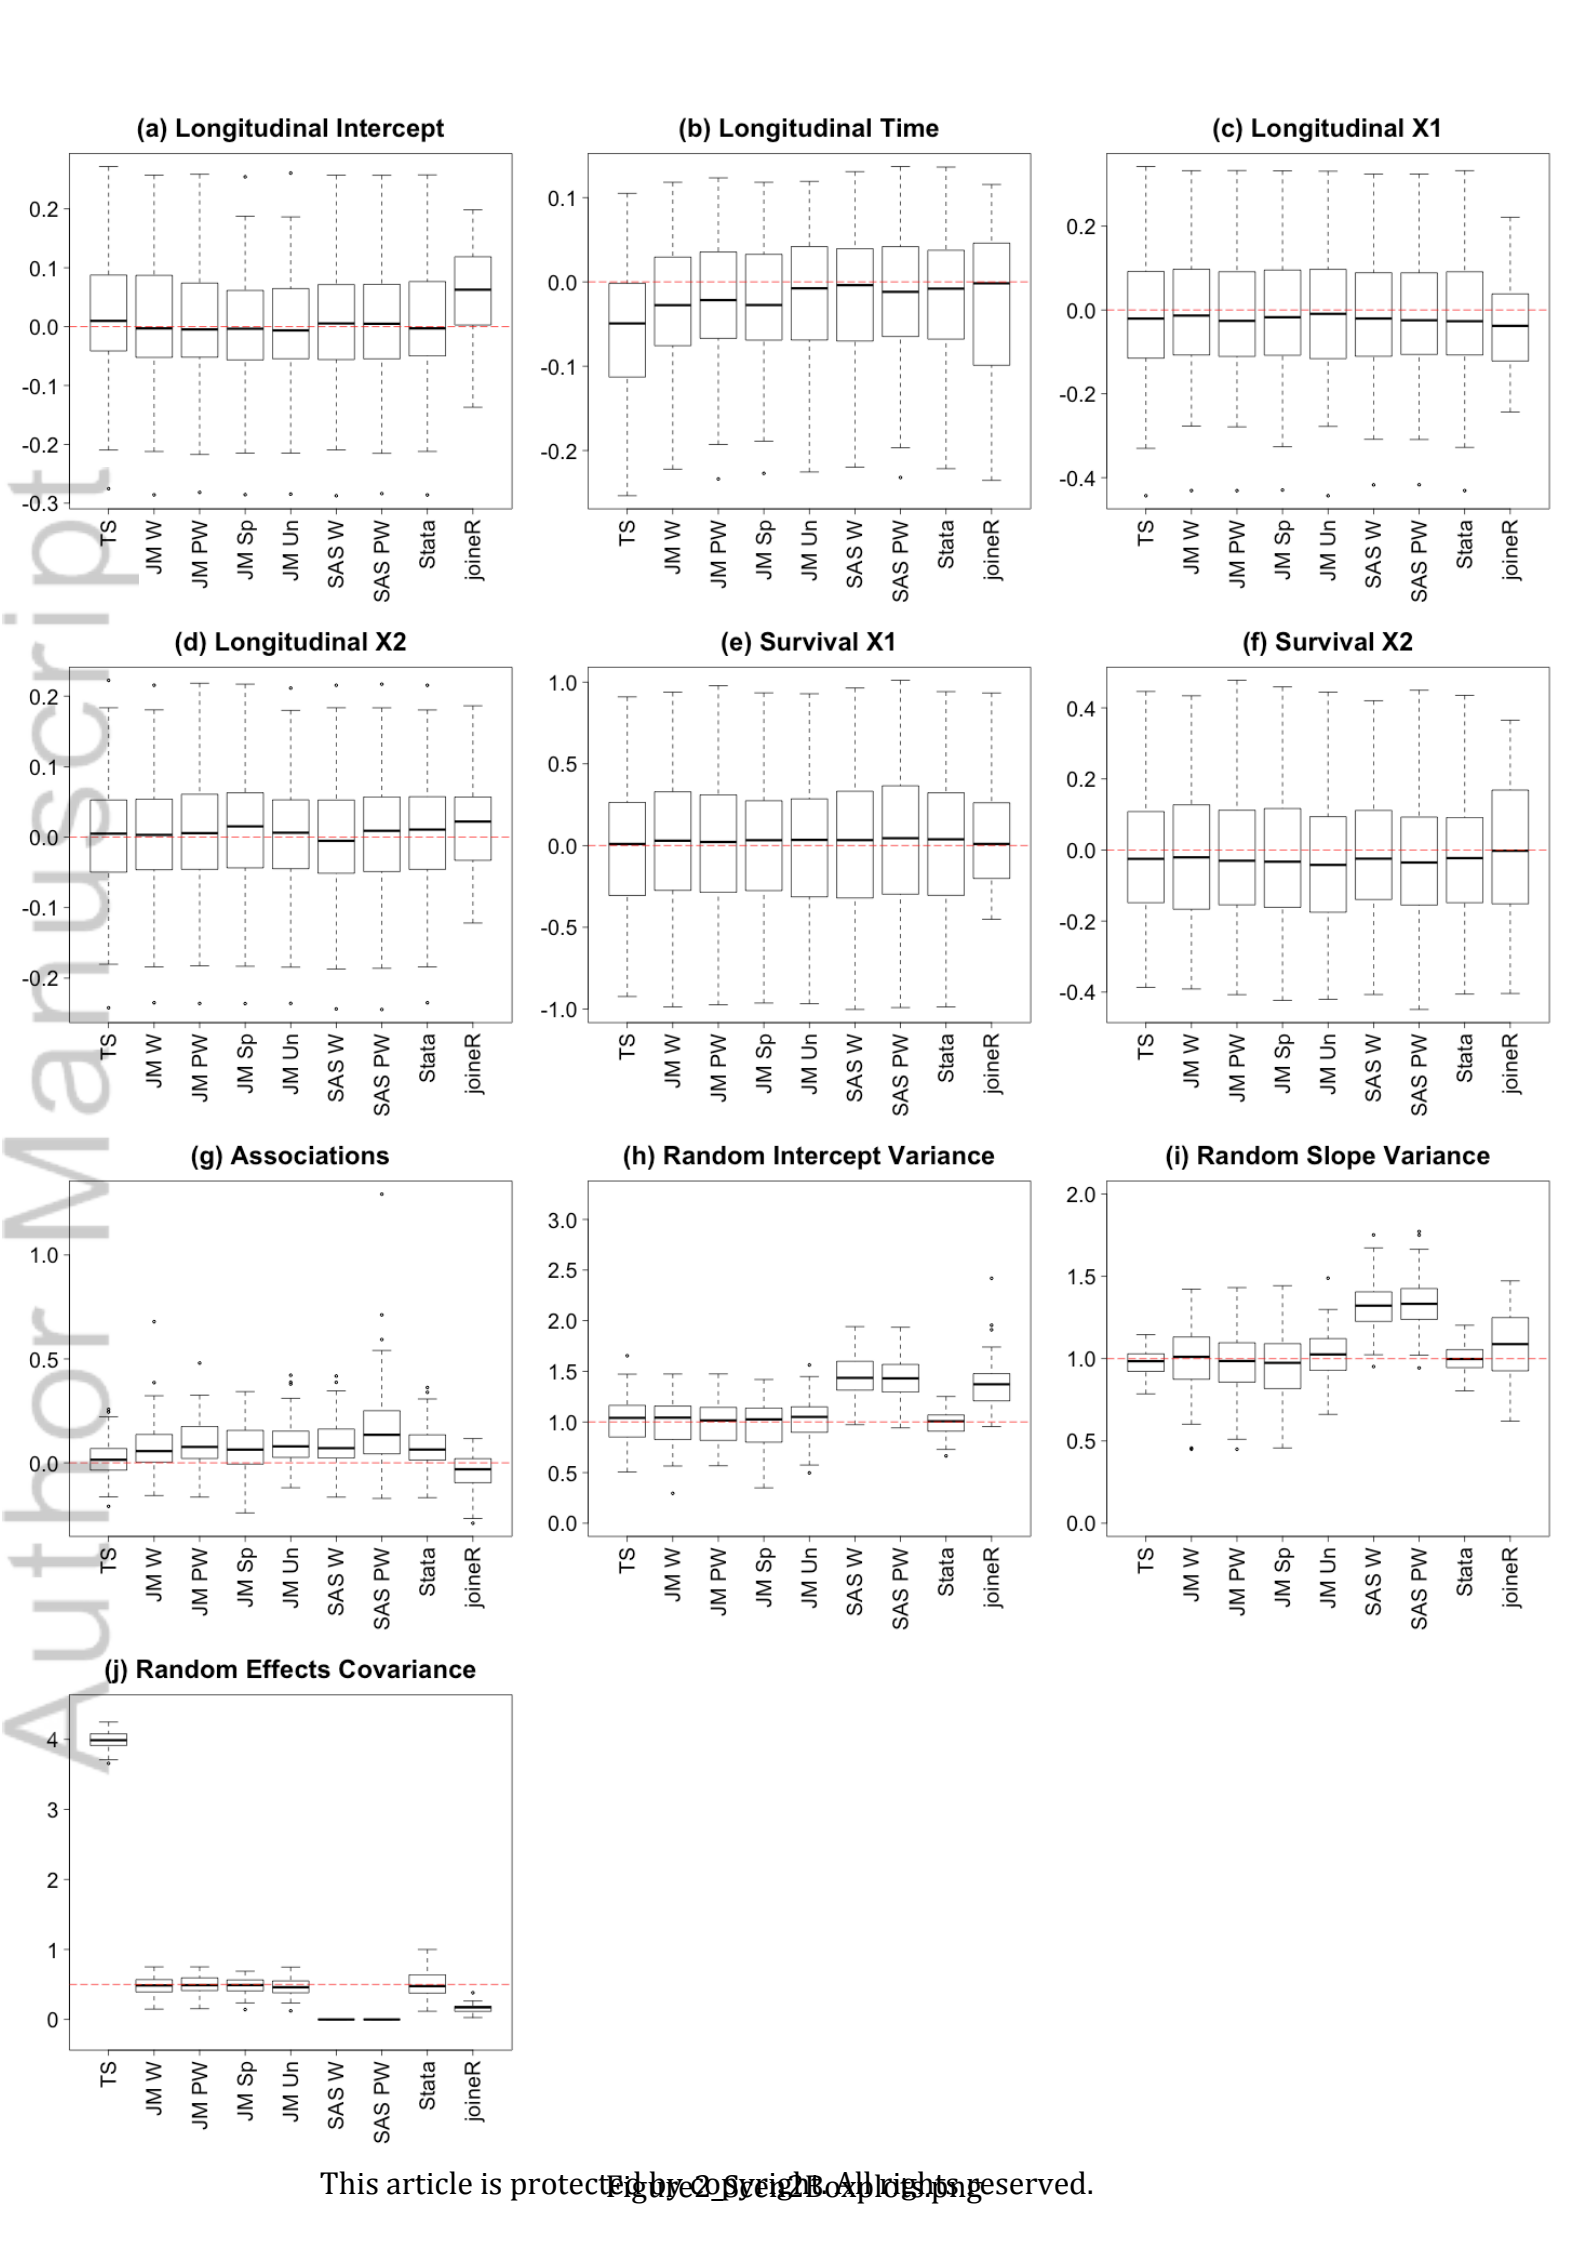 Author Manuscript
(a) Longitudinal Intercept
0.2
0.1
0.0
-0.1
-0.2
-0.3
TS
JM W
JM PW
JM Sp
JM Un
SAS W
SAS PW
Stata
joineR
(b) Longitudinal Time
0.1
0.0
-0.1
-0.2
TS
JM W
JM PW
JM Sp
JM Un
SAS W
SAS PW
Stata
joineR
(c) Longitudinal X1
0.2
0.0
-0.2
-0.4
TS
JM W
JM PW
JM Sp
JM Un
SAS W
SAS PW
Stata
joineR
(d) Longitudinal X2
0.2
0.1
0.0
-0.1
-0.2
TS
JM W
JM PW
JM Sp
JM Un
SAS W
SAS PW
Stata
joineR
(e) Survival X1
1.0
0.5
0.0
-0.5
-1.0
TS
JM W
JM PW
JM Sp
JM Un
SAS W
SAS PW
Stata
joineR
(f) Survival X2
0.4
0.2
0.0
-0.2
-0.4
TS
JM W
JM PW
JM Sp
JM Un
SAS W
SAS PW
Stata
joineR
(g) Associations
1.0
0.5
0.0
TS
JM W
JM PW
JM Sp
JM Un
SAS W
SAS PW
Stata
joineR
(h) Random Intercept Variance
3.0
2.5
2.0
1.5
1.0
0.5
0.0
TS
JM W
JM PW
JM Sp
JM Un
SAS W
SAS PW
Stata
joineR
(i) Random Slope Variance
2.0
1.5
1.0
0.5
0.0
TS
JM W
JM PW
JM Sp
JM Un
SAS W
SAS PW
Stata
joineR
(j) Random Effects Covariance
4
3
2
1
0
TS
JM W
JM PW
JM Sp
JM Un
SAS W
SAS PW
Stata
joineR
This article is protected by copyright. All rights reserved.
Figure2_Scen2Boxplots.png